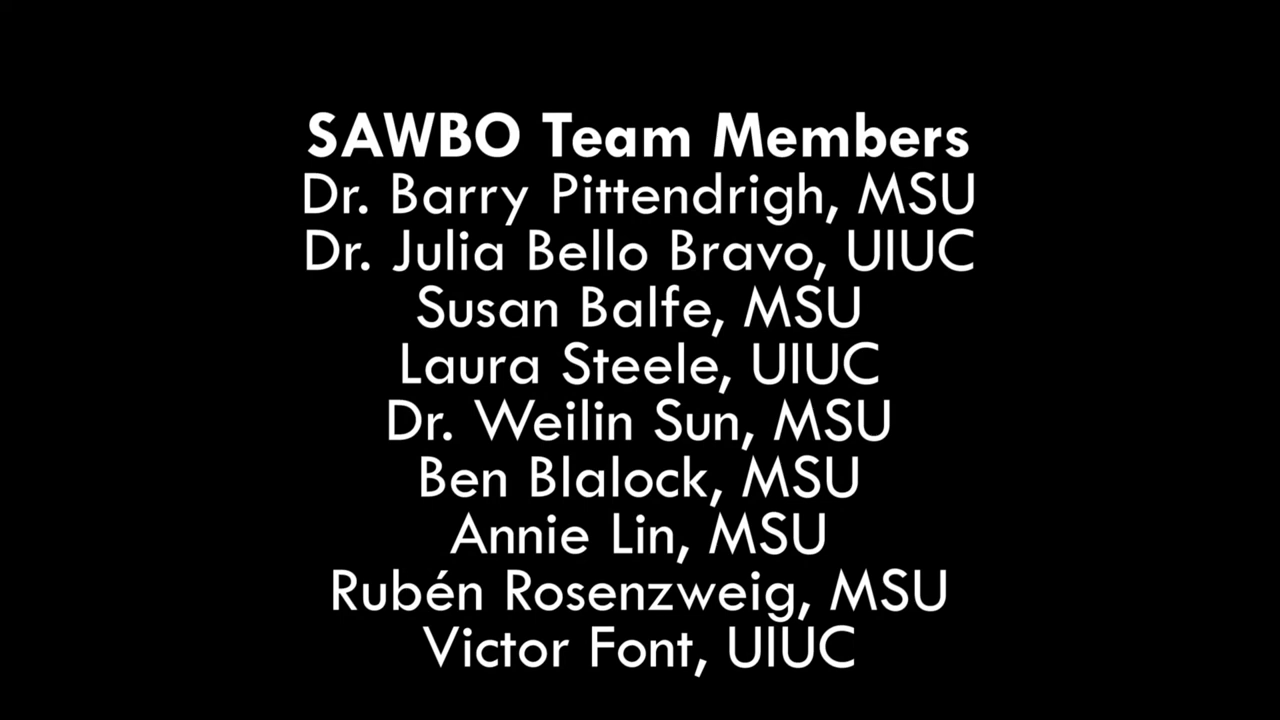 SAWBO Team Members
Dr. Barry Pittendrigh, MSU
Dr. Julia Bello Bravo, UIUC
Susan Balfe, MSU
Laura Steele, UIUC
Dr. Weilin Sun, MSU
Ben Blalock, MSU
Annie Lin, MSU
Rubén Rosenzweig, MSU
Victor Font, UIUC